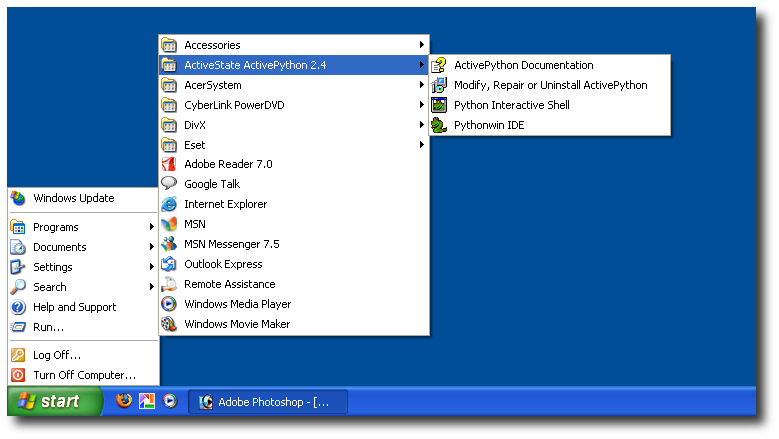 Accessories
ActiveState ActivePython 2.4
AcerSystem
CyberLink PowerDVD
DivX
Eset
Adobe Reader 7.0
Google Talk
Internet Explorer
MSN
MSN Messenger 7.5
Outlook Express
Remote Assistance
Windows Media Player
Windows Movie Maker
ActivePython Documentation
Modify, Repair or Uninstall ActivePython
Python Interactive Shell
Pythonwin IDE
Windows Update
Programs
Documents
Settings
Search
Help and Support
Run...
Log Off...
Turn Off Computer...
start
Adobe Photoshop - [...